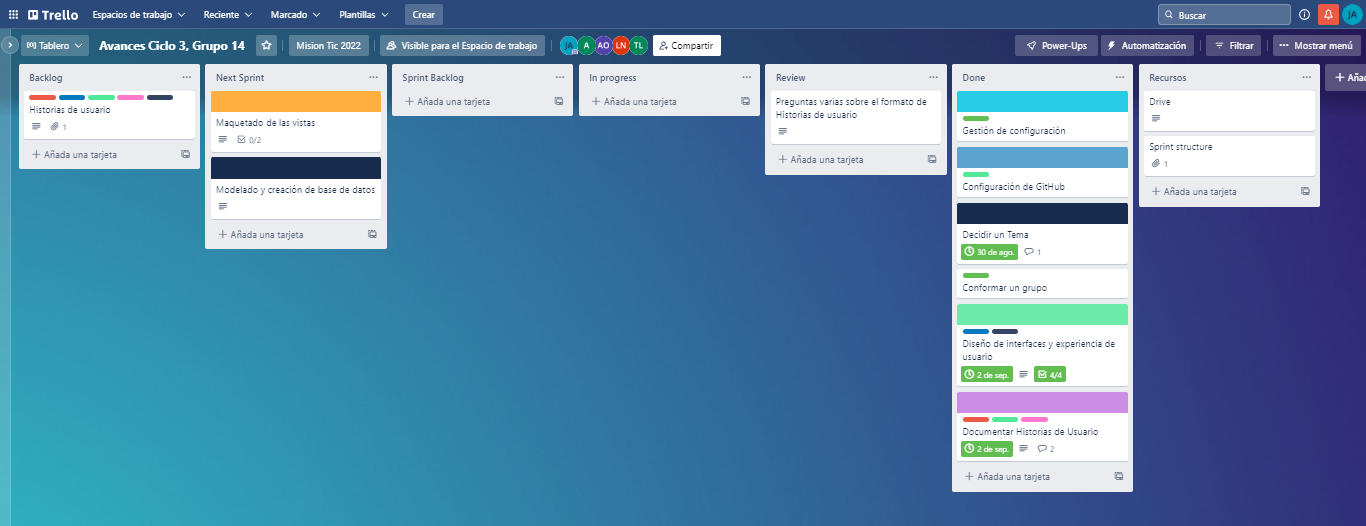 Trello
Espacios de trabajo
Reciente
Marcado
Plantillas
Crear
Buscar
JA
Tablero
Avances Ciclo 3, Grupo 14
Mision Tic 2022
Visible para el Espacio de trabajo
JA
A
AO
LN
TL
Compartir
Power-Ups
Automatización
Filtrar
Mostrar menú
Backlog
Historias de usuario
1
+ Añada una tarjeta
Next Sprint
Maquetado de las vistas
0/2
Modelado y creación de base de datos
+ Añada una tarjeta
Sprint Backlog
+ Añada una tarjeta
In progress
+ Añada una tarjeta
Review
Preguntas varias sobre el formato de
Historias de usuario
+ Añada una tarjeta
Done
Gestión de configuración
Configuración de GitHub
Decidir un Tema
30 de ago.
1
Conformar un grupo
Diseño de interfaces y experiencia de
usuario
2 de sep.
4/4
Documentar Historias de Usuario
2 de sep.
2
+ Añada una tarjeta
Recursos
Drive
Sprint structure
1
+ Añada una tarjeta